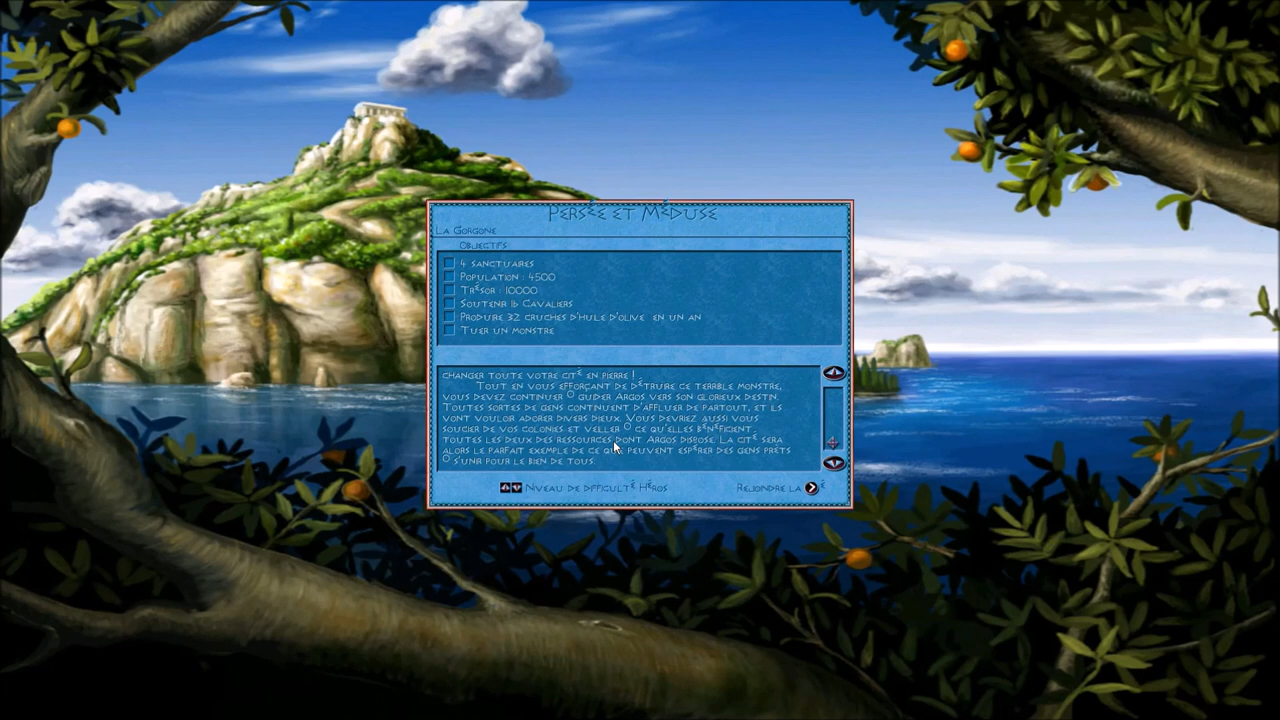 Persée et Méduse
La Gorgone
Objectifs
4 sanctuaires
Population : 4500
Trésor : 10000
Soutenir 16 Cavaliers
Produire 32 cruches d'huile d'olive en un an
Tuer un monstre
changer toute votre cité en pierre !
Tout en vous efforçant de détruire ce terrible monstre,
vous devez continuer à guider Argos vers son glorieux destin.
Toutes sortes de gens continuent d'affluer de partout, et ils
vont vouloir adorer divers dieux. Vous devriez aussi vous
soucier de vos colonies et veiller à ce qu'elles bénéficient
toutes les deux des ressources dont Argos dispose. La cité sera
alors le parfait exemple de ce que peuvent espérer des gens prêts
à s'unir pour le bien de tous.
Niveau de difficulté Héros
Rejoindre la